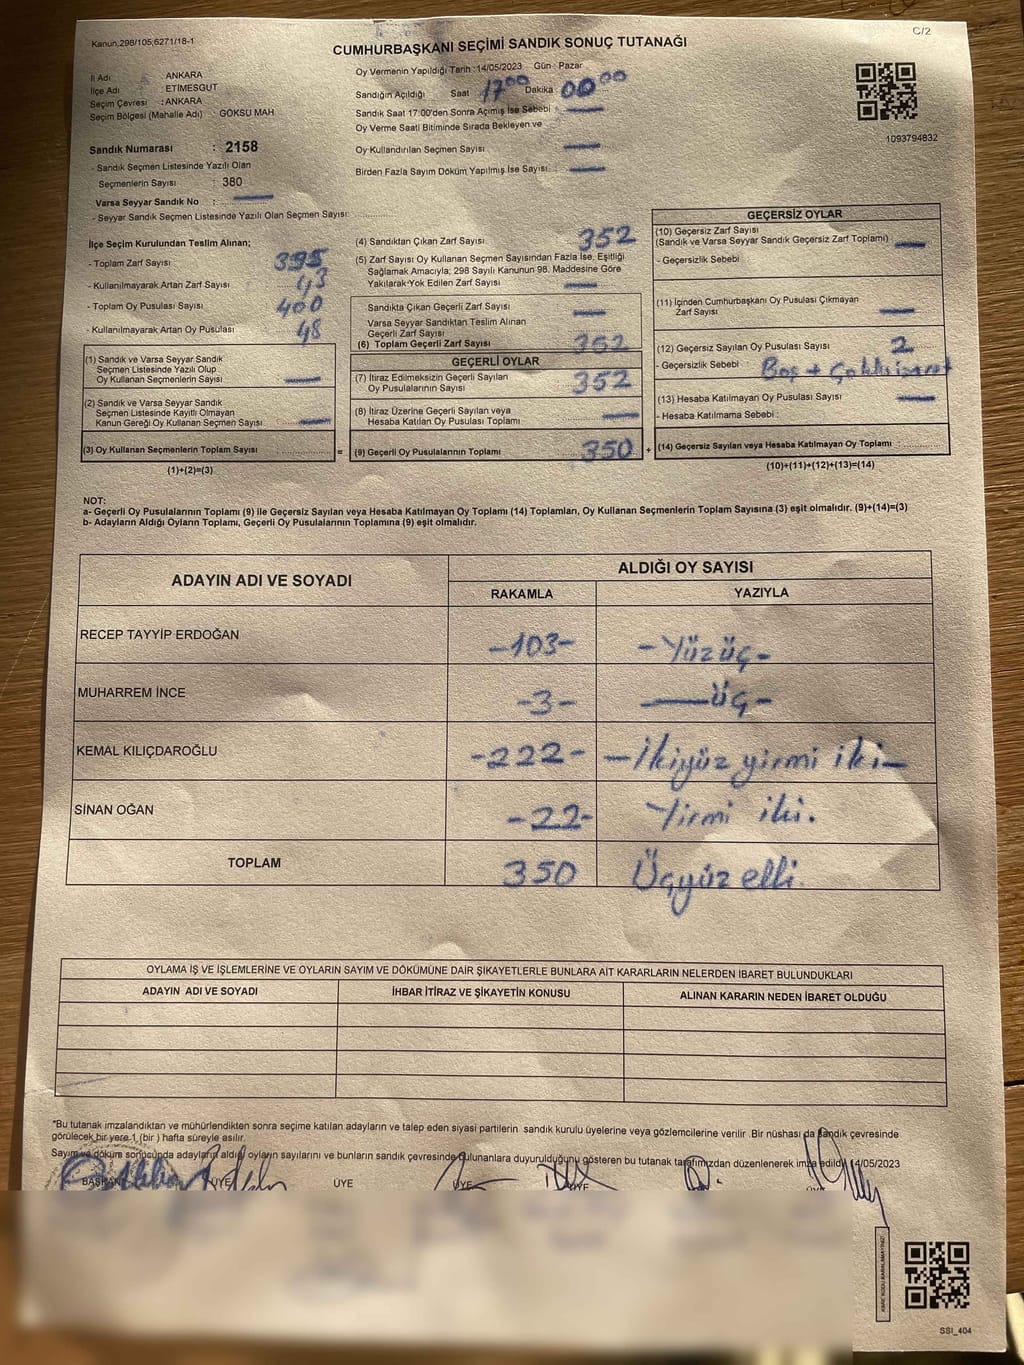 Kanun.298/105,6271/18-1
C/2
CUMHURBAŞKANI SEÇİMİ SANDIK SONUÇ TUTANAĞI
İl Adı : ANKARA
İlçe Adı : ETİMESGUT
Seçim Çevresi : ANKARA
Seçim Bölgesi (Mahalle Adı) : GÖKSU MAH
Sandık Numarası : 2158
- Sandık Seçmen Listesinde Yazılı Olan
Seçmenlerin Sayısı : 380
Varsa Seyyar Sandık No :
- Seyyar Sandık Seçmen Listesinde Yazılı Olan Seçmen Sayısı:
Oy Vermenin Yapıldığı Tarih :14/05/2023 Gün : Pazar
Sandığın Açıldığı Saat 17 00 Dakika 00 00
Sandık Saat 17:00'den Sonra Açımış İse Sebebi :
Oy Verme Saati Bitiminde Sırada Bekleyen ve
Oy Kullandırılan Seçmen Sayısı
Birden Fazla Sayım Döküm Yapılmış İse Sayısı :
1093794832
İlçe Seçim Kurulundan Teslim Alınan;
- Toplam Zarf Sayısı 395
- Kullanılmayarak Artan Zarf Sayısı 43
- Toplam Oy Pusulası Sayısı 400
- Kullanılmayarak Artan Oy Pusulası 48
(1) Sandık ve Varsa Seyyar Sandık
Seçmen Listesinde Yazılı Olup
Oy Kullanan Seçmenlerin Sayısı
(2) Sandık ve Varsa Seyyar Sandık
Seçmen Listesinde Kayıtlı Olmayan
Kanun Gereği Oy Kullanan Seçmen Sayısı
(3) Oy Kullanan Seçmenlerin Toplam Sayısı =
(1)+(2)=(3)
(4) Sandıktan Çıkan Zarf Sayısı 352
(5) Zarf Sayısı Oy Kullanan Seçmen Sayısından Fazla İse, Eşitliği
Sağlamak Amacıyla; 298 Sayılı Kanunun 98. Maddesine Göre
Yakılarak Yok Edilen Zarf Sayısı
Sandıkta Çıkan Geçerli Zarf Sayısı
Varsa Seyyar Sandıktan Teslim Alınan
Geçerli Zarf Sayısı
(6) Toplam Geçerli Zarf Sayısı 352
GEÇERLİ OYLAR
(7) İtiraz Edilmeksizin Geçerli Sayılan
Oy Pusulalarının Sayısı 352
(8) İtiraz Üzerine Geçerli Sayılan veya
Hesaba Katılan Oy Pusulası Toplamı
(9) Geçerli Oy Pusulalarının Toplamı 350 +
GEÇERSİZ OYLAR
(10) Geçersiz Zarf Sayısı
(Sandık ve Varsa Seyyar Sandık Geçersiz Zarf Toplamı)
- Geçersizlik Sebebi
(11) İçinden Cumhurbaşkanı Oy Pusulası Çıkmayan
Zarf Sayısı
(12) Geçersiz Sayılan Oy Pusulası Sayısı 2
- Geçersizlik Sebebi Boş +
(13) Hesaba Katılmayan Oy Pusulası Sayısı
- Hesaba Katılmama Sebebi :
(14) Geçersiz Sayılan veya Hesaba Katılmayan Oy Toplamı
(10)+(11)+(12)+(13)=(14)
NOT:
a- Geçerli Oy Pusulalarının Toplamı (9) ile Geçersiz Sayılan veya Hesaba Katılmayan Oy Toplamı (14) Toplamları, Oy Kullanan Seçmenlerin Toplam Sayısına (3) eşit olmalıdır. (9)+(14)=(3)
b- Adayların Aldığı Oyların Toplamı, Geçerli Oy Pusulalarının Toplamına (9) eşit olmalıdır.
ADAYIN ADI VE SOYADI
ALDIĞI OY SAYISI
RAKAMLA YAZIYLA
RECEP TAYYİP ERDOĞAN -103- -Yüzüç-
MUHARREM İNCE -3- -Üç-
KEMAL KILIÇDAROĞLU -222- -İkiyüz yirmi iki-
SİNAN OĞAN -22- Yirmi iki.
TOPLAM 350 Üçyüz elli.
OYLAMA İŞ VE İŞLEMLERİNE VE OYLARIN SAYIM VE DÖKÜMÜNE DAİR ŞİKAYETLERLE BUNLARA AİT KARARLARIN NELERDEN İBARET BULUNDUKLARI
ADAYIN ADI VE SOYADI İHBAR İTİRAZ VE ŞİKAYETİN KONUSU ALINAN KARARIN NEDEN İBARET OLDUĞU
"Bu tutanak imzalandıktan ve mühürlendikten sonra seçime katılan adayların ve talep eden siyasi partilerin sandık kurulu üyelerine veya gözlemcilerine verilir .Bir nüshası da sandık çevresinde
görülecek bir yere 1 (bir ) hafta süreyle asılır.
Sayım ve döküm sonucunda adayların aldığı oyların sayılarını ve bunların sandık çevresinde bulunanlara duyurulduğunu gösteren bu tutanak tarafımızdan düzenlenerek imza edildi. 14/05/2023
BAŞKAN ÜYE ÜYE ÜYE ÜYE
SSI_404